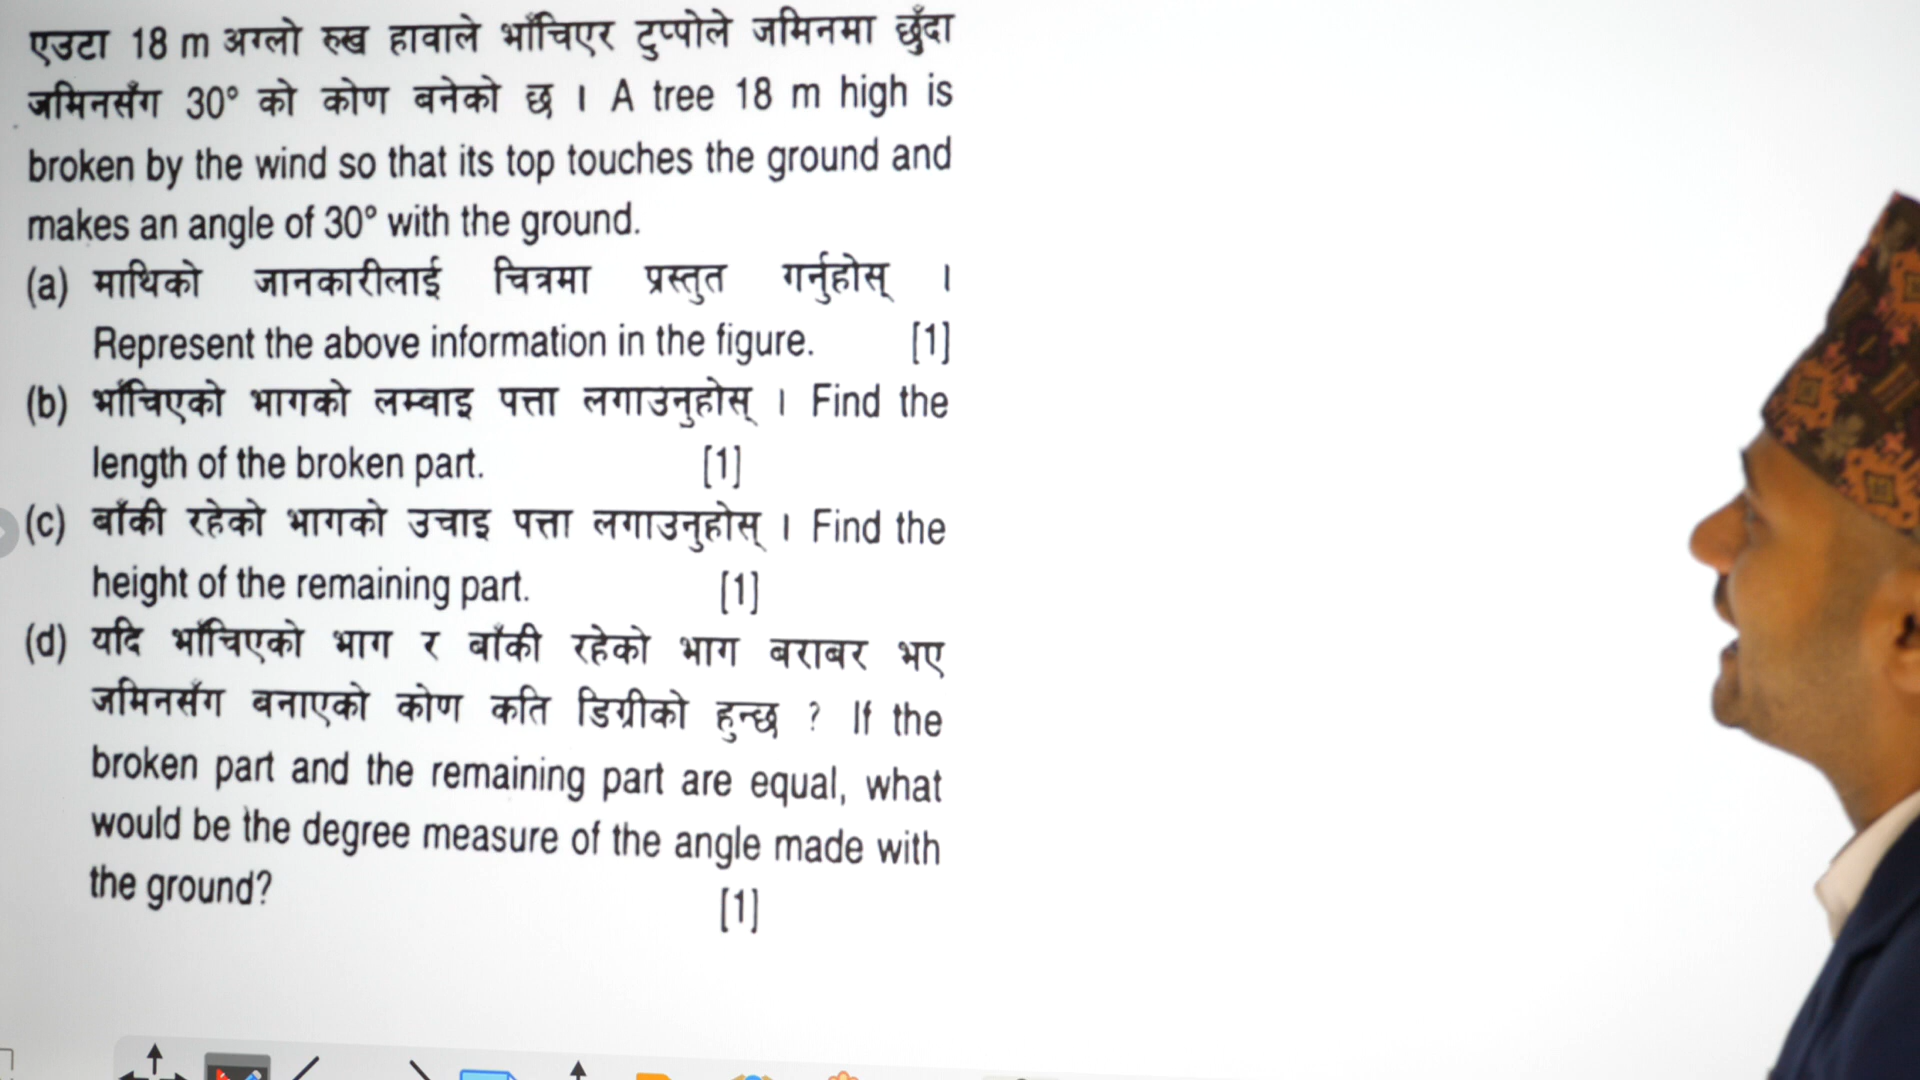 एउटा 18 m अग्लो रुख हावाले भाँचिएर टुप्पोले जमिनमा छुँदा
जमिनसँग 30° को कोण बनेको छ । A tree 18 m high is
broken by the wind so that its top touches the ground and
makes an angle of 30° with the ground.
(a) माथिको जानकारीलाई चित्रमा प्रस्तुत गर्नुहोस् ।
Represent the above information in the figure. [1]
(b) भाँचिएको भागको लम्बाइ पत्ता लगाउनुहोस् । Find the
length of the broken part. [1]
(c) बाँकी रहेको भागको उचाइ पत्ता लगाउनुहोस् । Find the
height of the remaining part. [1]
(d) यदि भाँचिएको भाग र बाँकी रहेको भाग बराबर भए
जमिनसँग बनाएको कोण कति डिग्रीको हुन्छ ? If the
broken part and the remaining part are equal, what
would be the degree measure of the angle made with
the ground? [1]